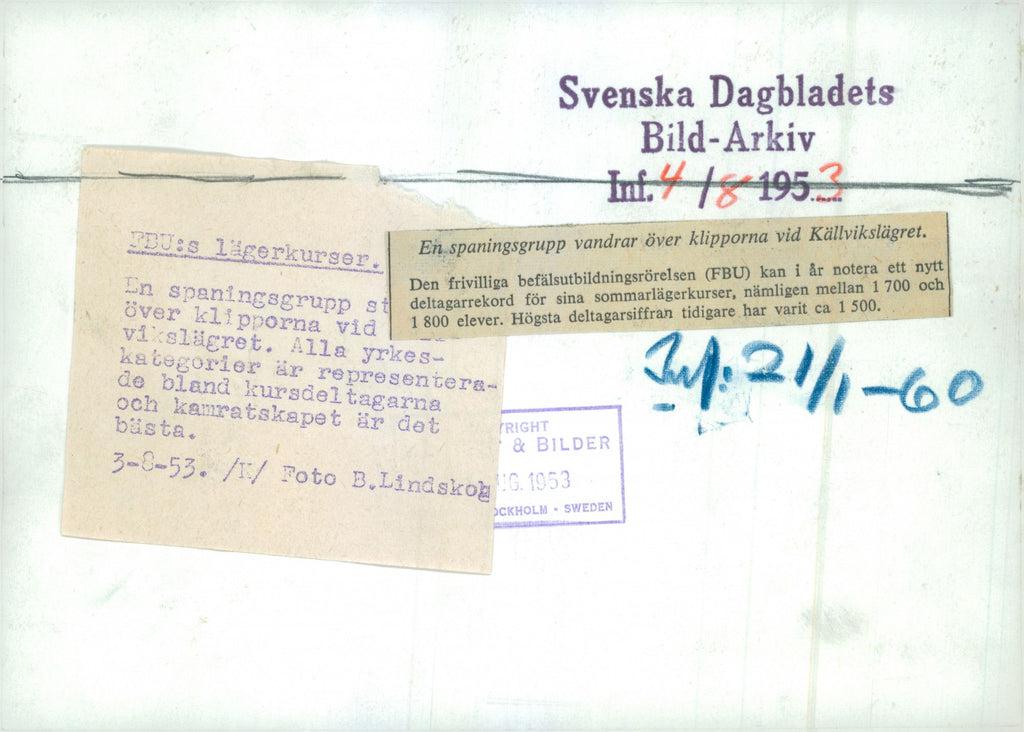 Svenska Dagbladets
Bild-Arkiv
Inf. 4/8 1953
FBU:s lägerkurser.
En spaningsgrupp st
över klipporna vid
vikslägret. Alla yrkes-
kategorier är representera-
de bland kursdeltagarna
och kamratskapet är det
bästa.
3-8-53. /K/ Foto B.Lindskog
En spaningsgrupp vandrar över klipporna vid Källvikslägret.
Den frivilliga befälsutbildningsrörelsen (FBU) kan i år notera ett nytt
deltagarrekord för sina sommarlägerkurser, nämligen mellan 1 700 och
1 800 elever. Högsta deltagarsiffran tidigare har varit ca 1 500.
Inf: 21/1-60
YRIGHT
& BILDER
UG. 1953
OCKHOLM - SWEDEN